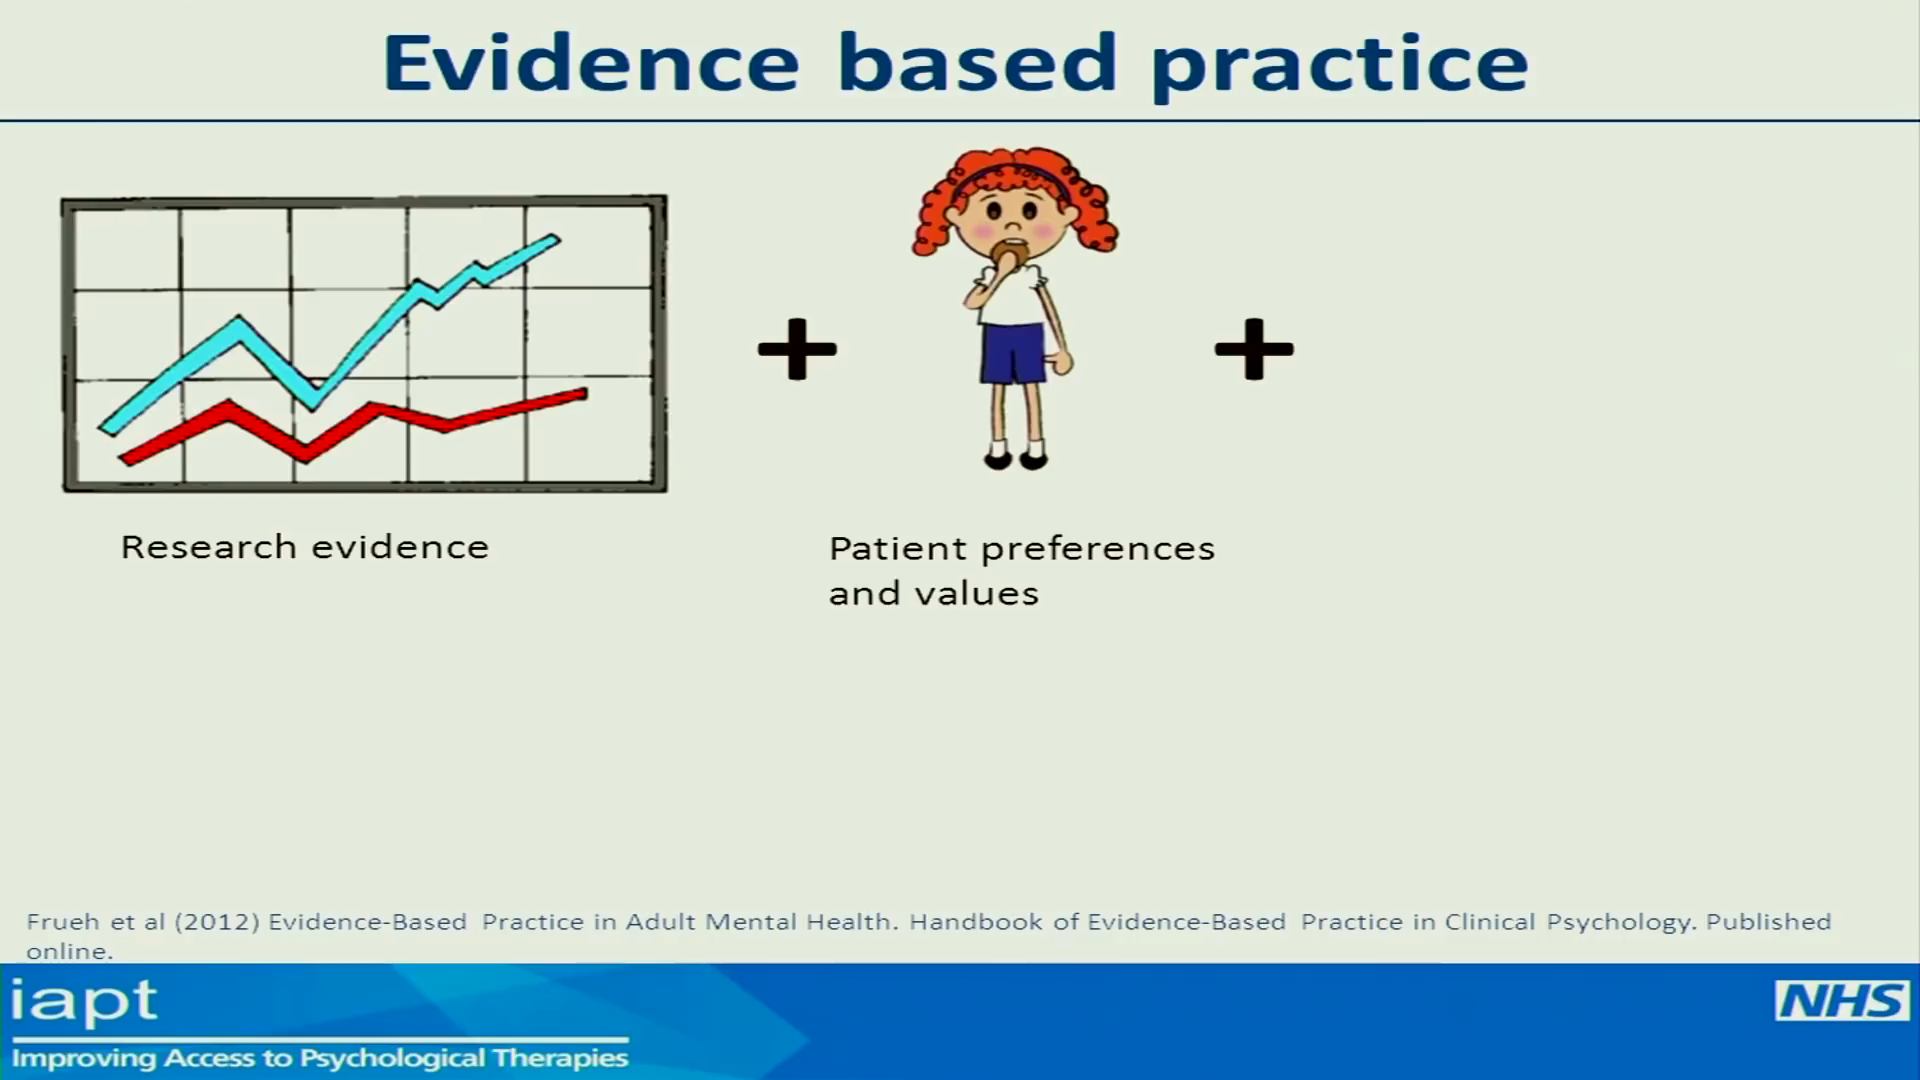 Evidence based practice
+
+
Research evidence
Patient preferences
and values
Frueh et al (2012) Evidence-Based Practice in Adult Mental Health. Handbook of Evidence-Based Practice in Clinical Psychology. Published
online.
iapt
Improving Access to Psychological Therapies
NHS